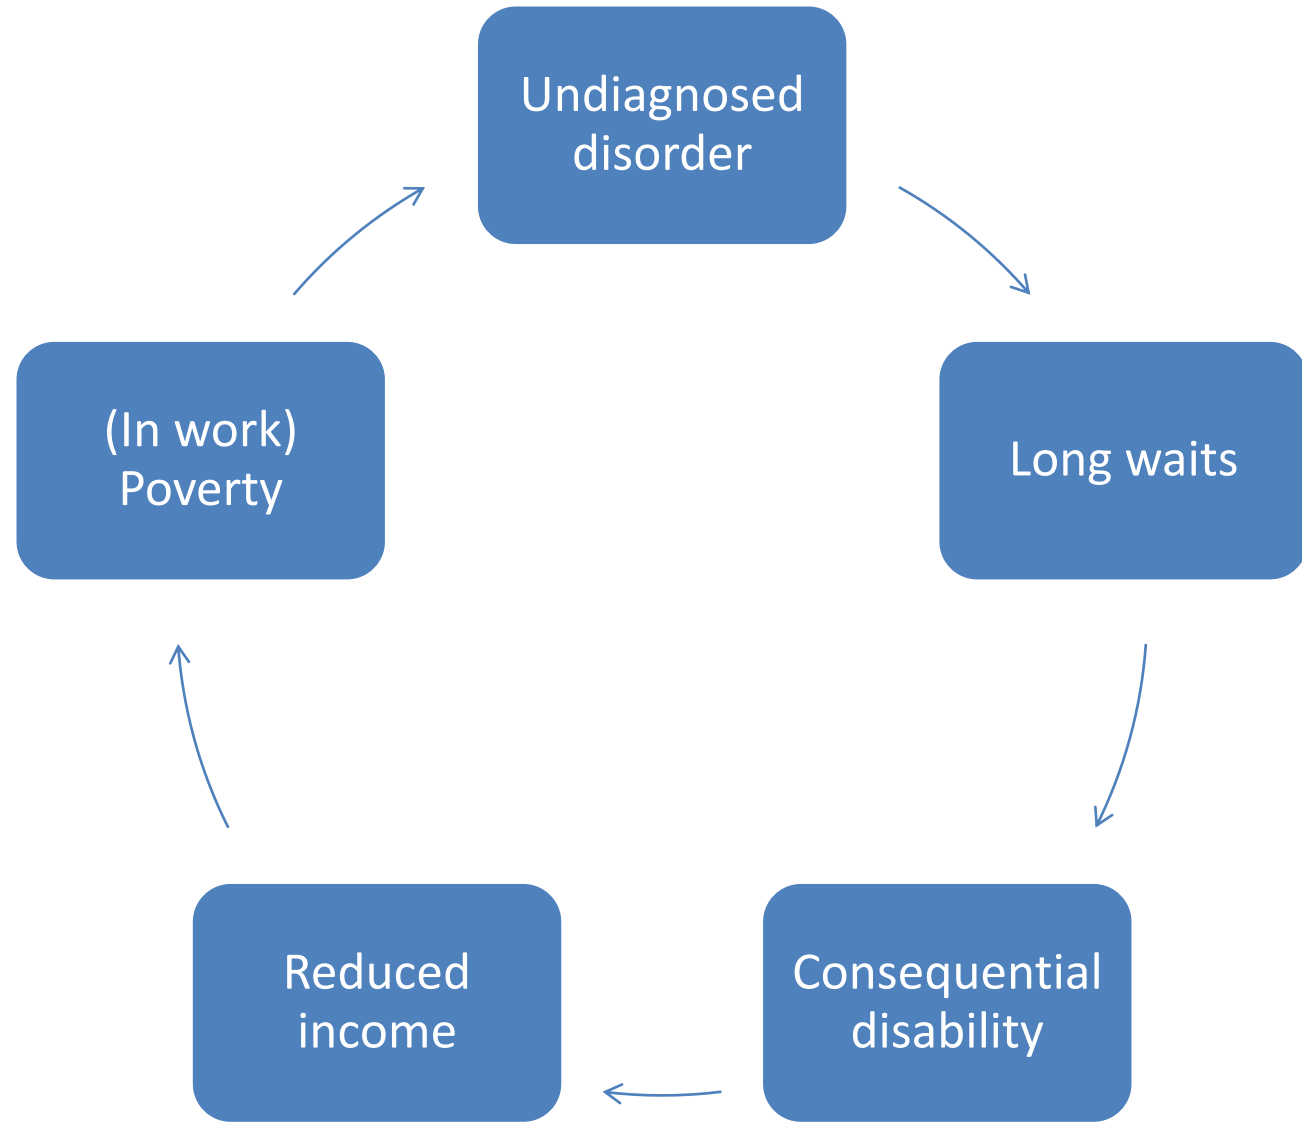 Undiagnosed
disorder
Long waits
Consequential
disability
Reduced
income
(In work)
Poverty